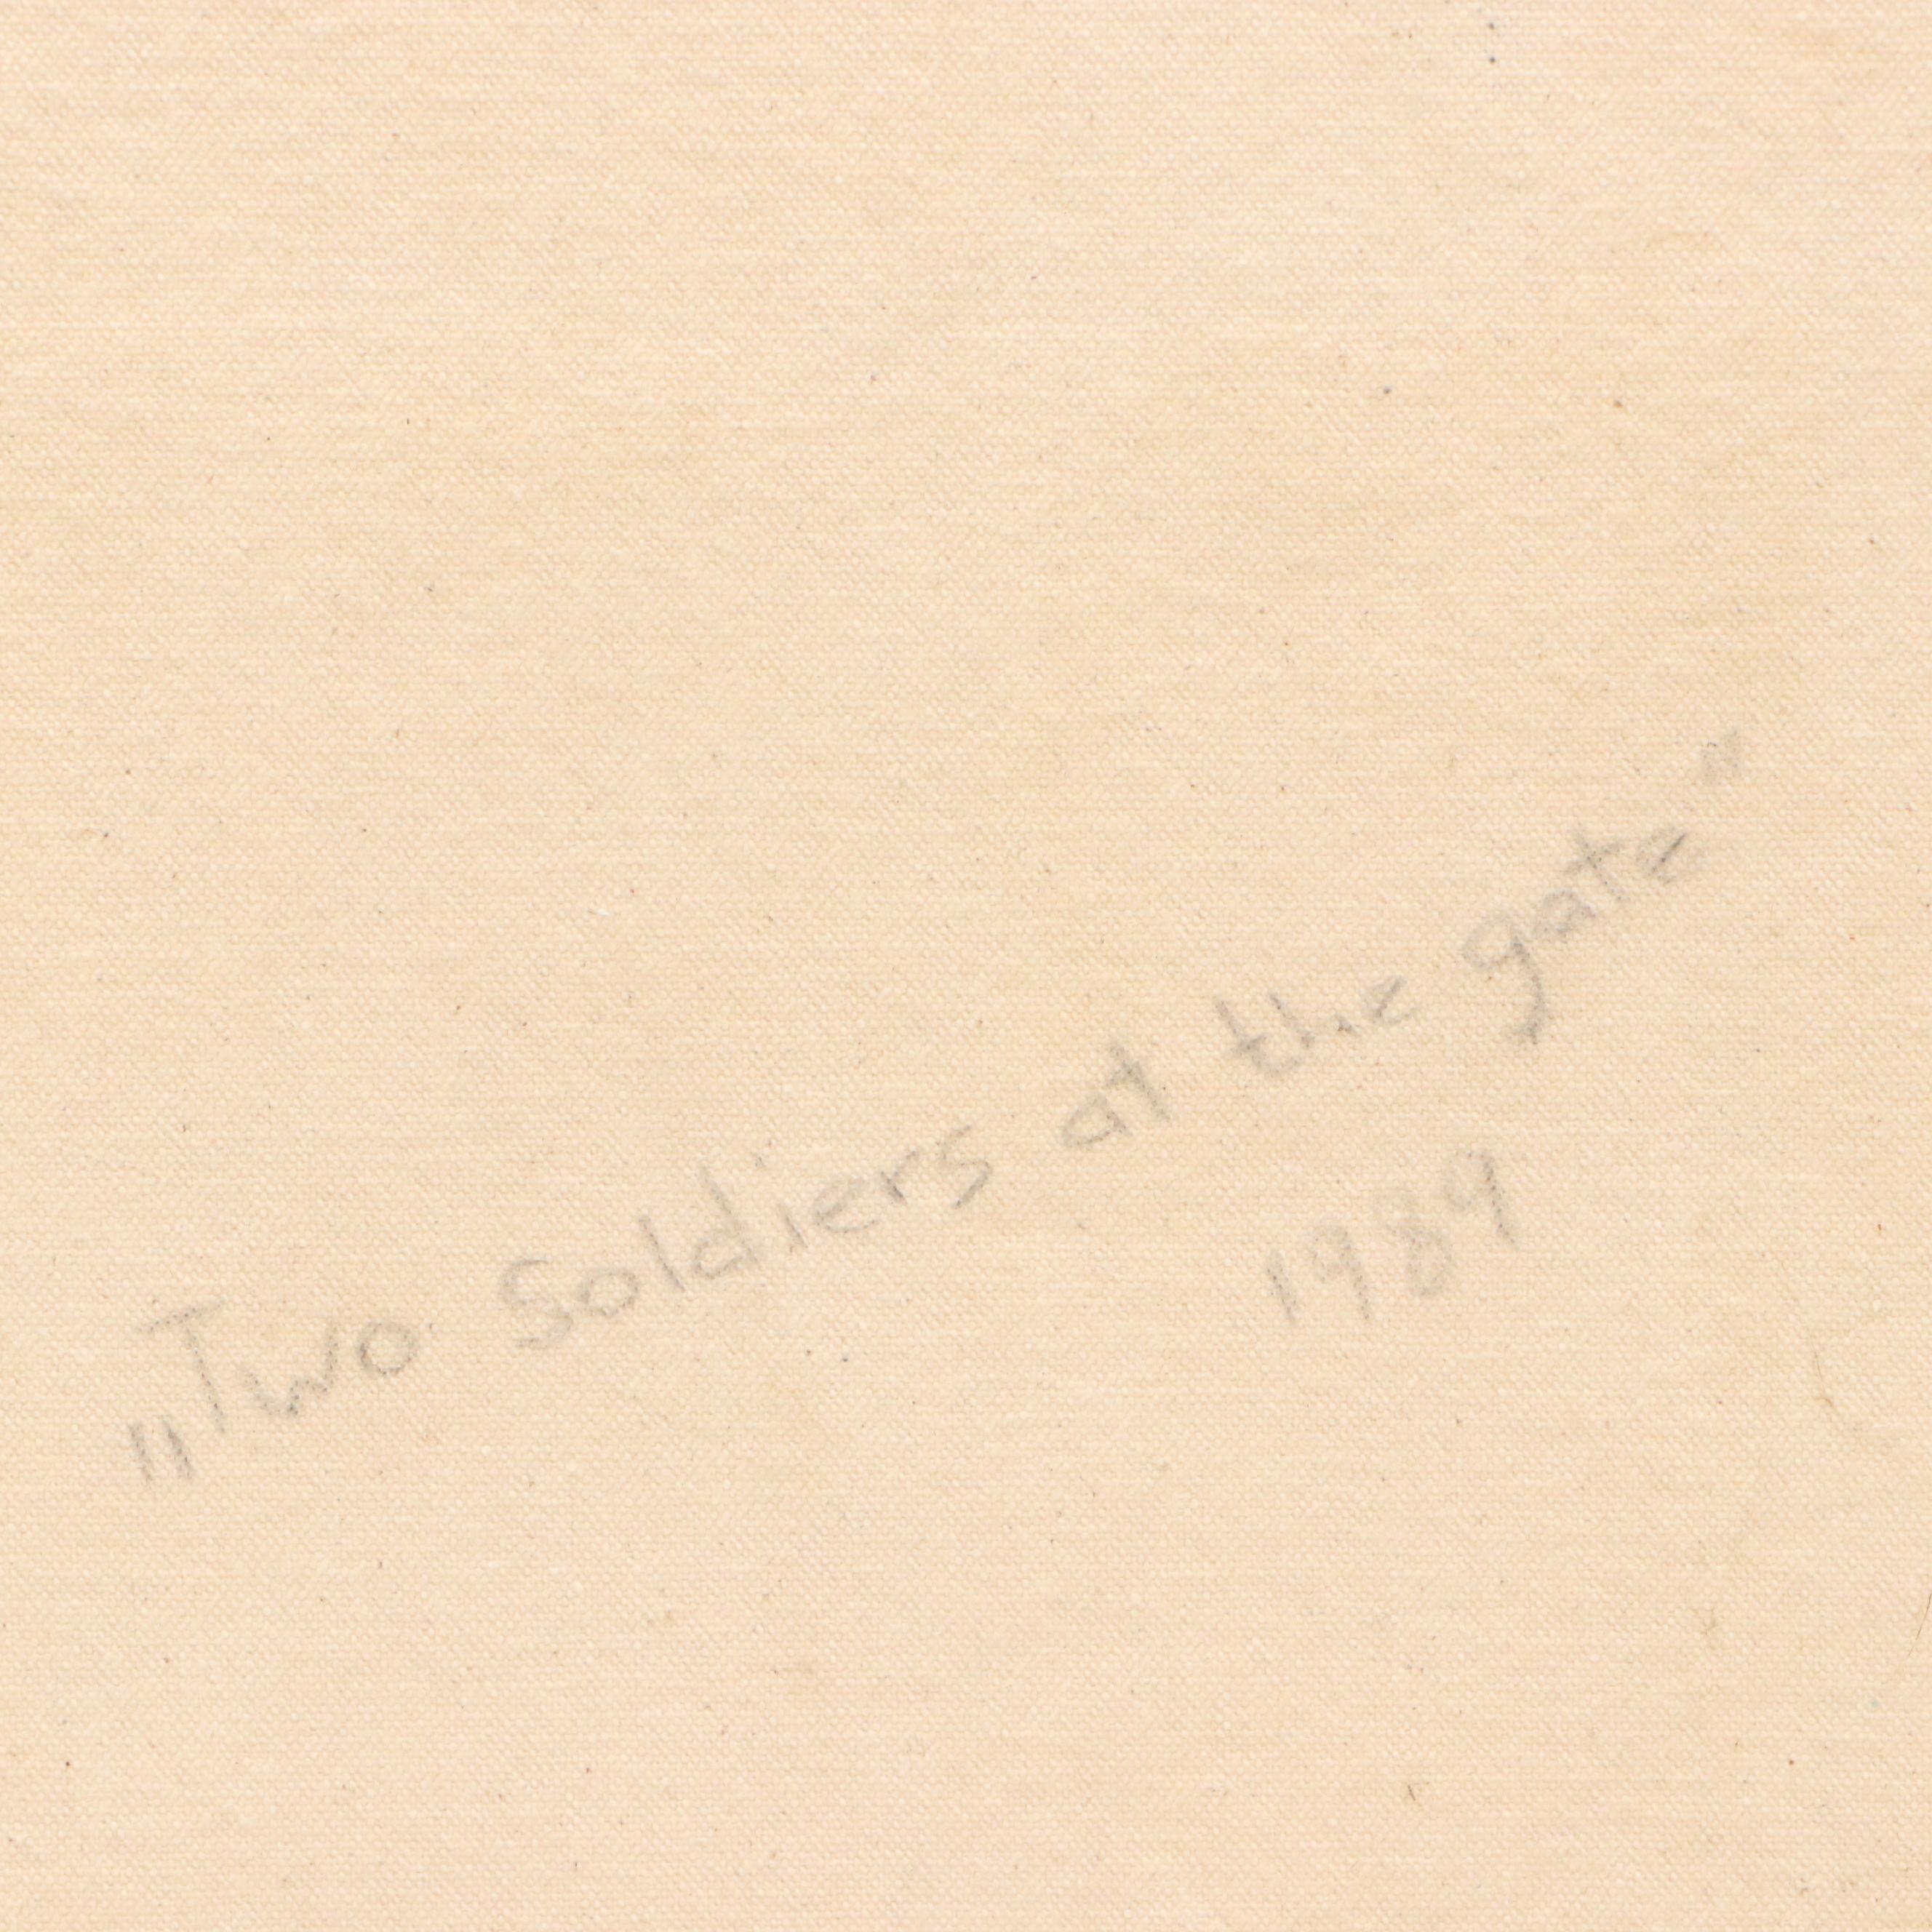 "Two Soldiers at the gate"
1989